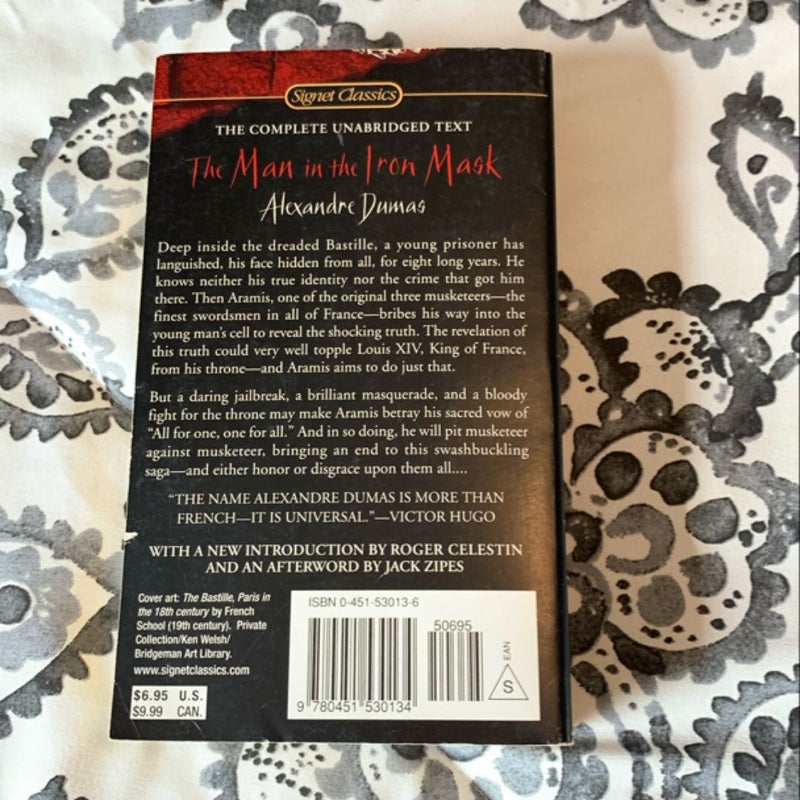 Signet Classics
THE COMPLETE UNABRIDGED TEXT
The Man in the Iron Mask
Alexandre Dumas
Deep inside the dreaded Bastille, a young prisoner has
languished, his face hidden from all, for eight long years. He
knows neither his true identity nor the crime that got him
there. Then Aramis, one of the original three musketeers—the
finest swordsmen in all of France—bribes his way into the
young man's cell to reveal the shocking truth. The revelation of
this truth could very well topple Louis XIV, King of France,
from his throne—and Aramis aims to do just that.
But a daring jailbreak, a brilliant masquerade, and a bloody
fight for the throne may make Aramis betray his sacred vow of
“All for one, one for all.” And in so doing, he will pit musketeer
against musketeer, bringing an end to this swashbuckling
saga—and either honor or disgrace upon them all....
“THE NAME ALEXANDRE DUMAS IS MORE THAN
FRENCH—IT IS UNIVERSAL.”—VICTOR HUGO
WITH A NEW INTRODUCTION BY ROGER CELESTIN
AND AN AFTERWORD BY JACK ZIPES
Cover art: The Bastille, Paris in
the 18th century by French
School (19th century). Private
Collection/Ken Welsh/
Bridgeman Art Library.
www.signetclassics.com
$6.95 U.S.
$9.99 CAN.
ISBN 0-451-53013-6
50695
EAN
S
9 780451 530134